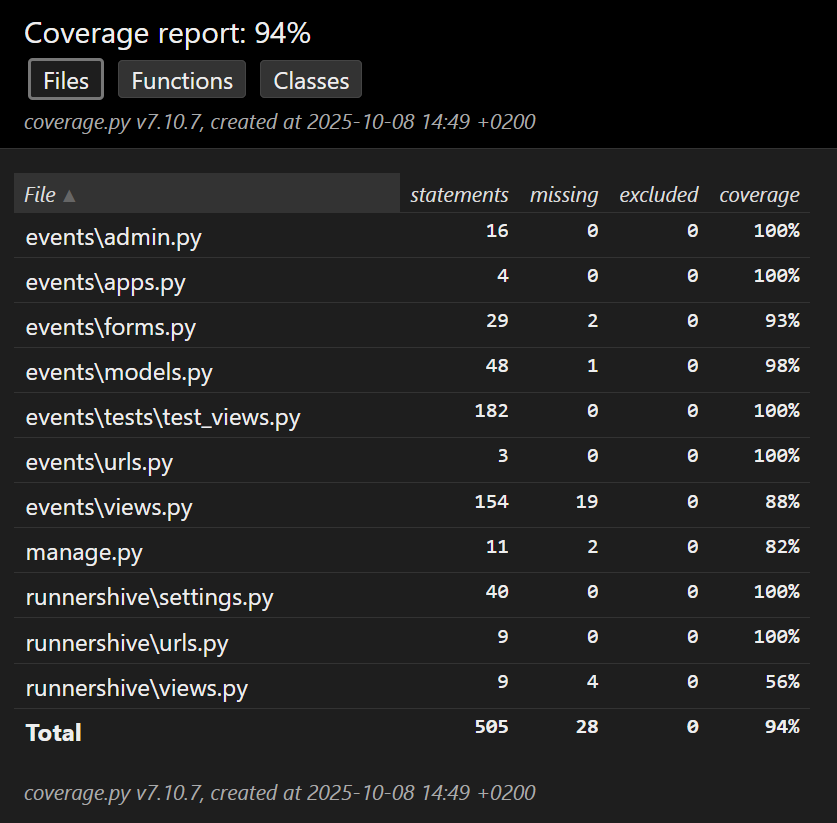 Coverage report: 94%
Files Functions Classes
coverage.py v7.10.7, created at 2025-10-08 14:49 +0200
File ▲ statements missing excluded coverage
events\admin.py 16 0 0 100%
events\apps.py 4 0 0 100%
events\forms.py 29 2 0 93%
events\models.py 48 1 0 98%
events\tests\test_views.py 182 0 0 100%
events\urls.py 3 0 0 100%
events\views.py 154 19 0 88%
manage.py 11 2 0 82%
runnershive\settings.py 40 0 0 100%
runnershive\urls.py 9 0 0 100%
runnershive\views.py 9 4 0 56%
Total 505 28 0 94%
coverage.py v7.10.7, created at 2025-10-08 14:49 +0200